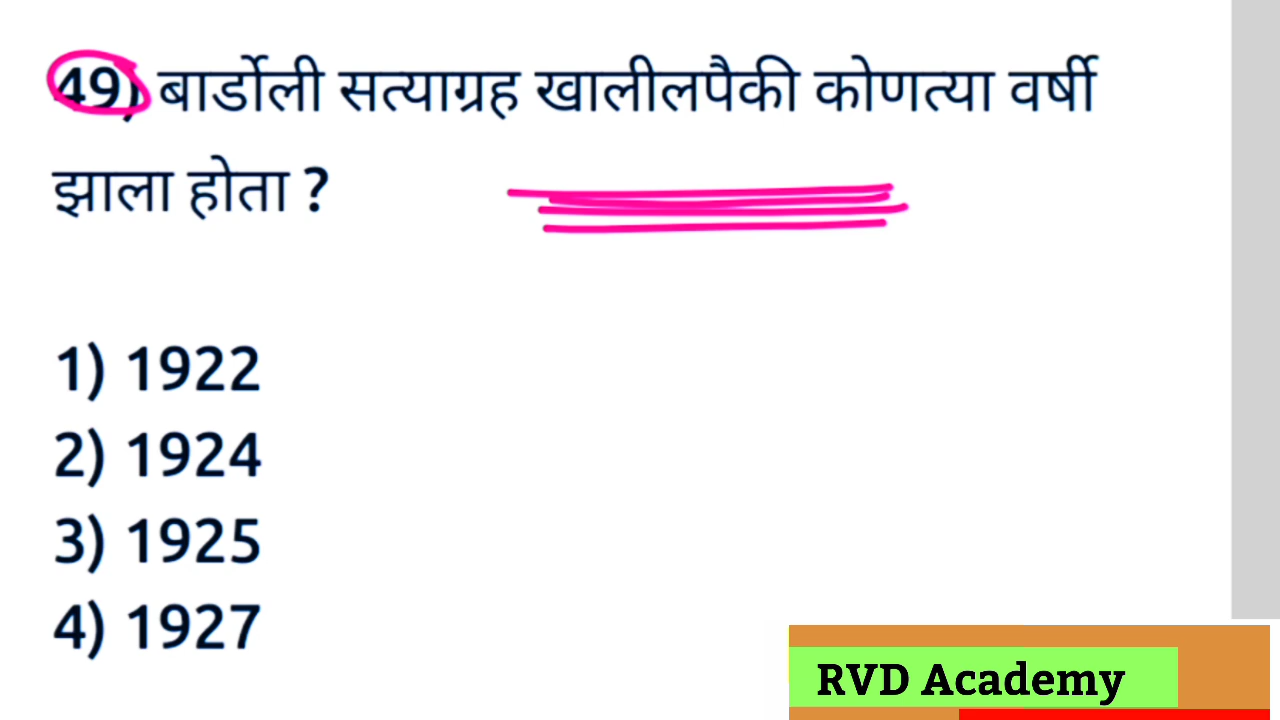 49) बार्डोली सत्याग्रह खालीलपैकी कोणत्या वर्षी
झाला होता ?
1) 1922
2) 1924
3) 1925
4) 1927
RVD Academy